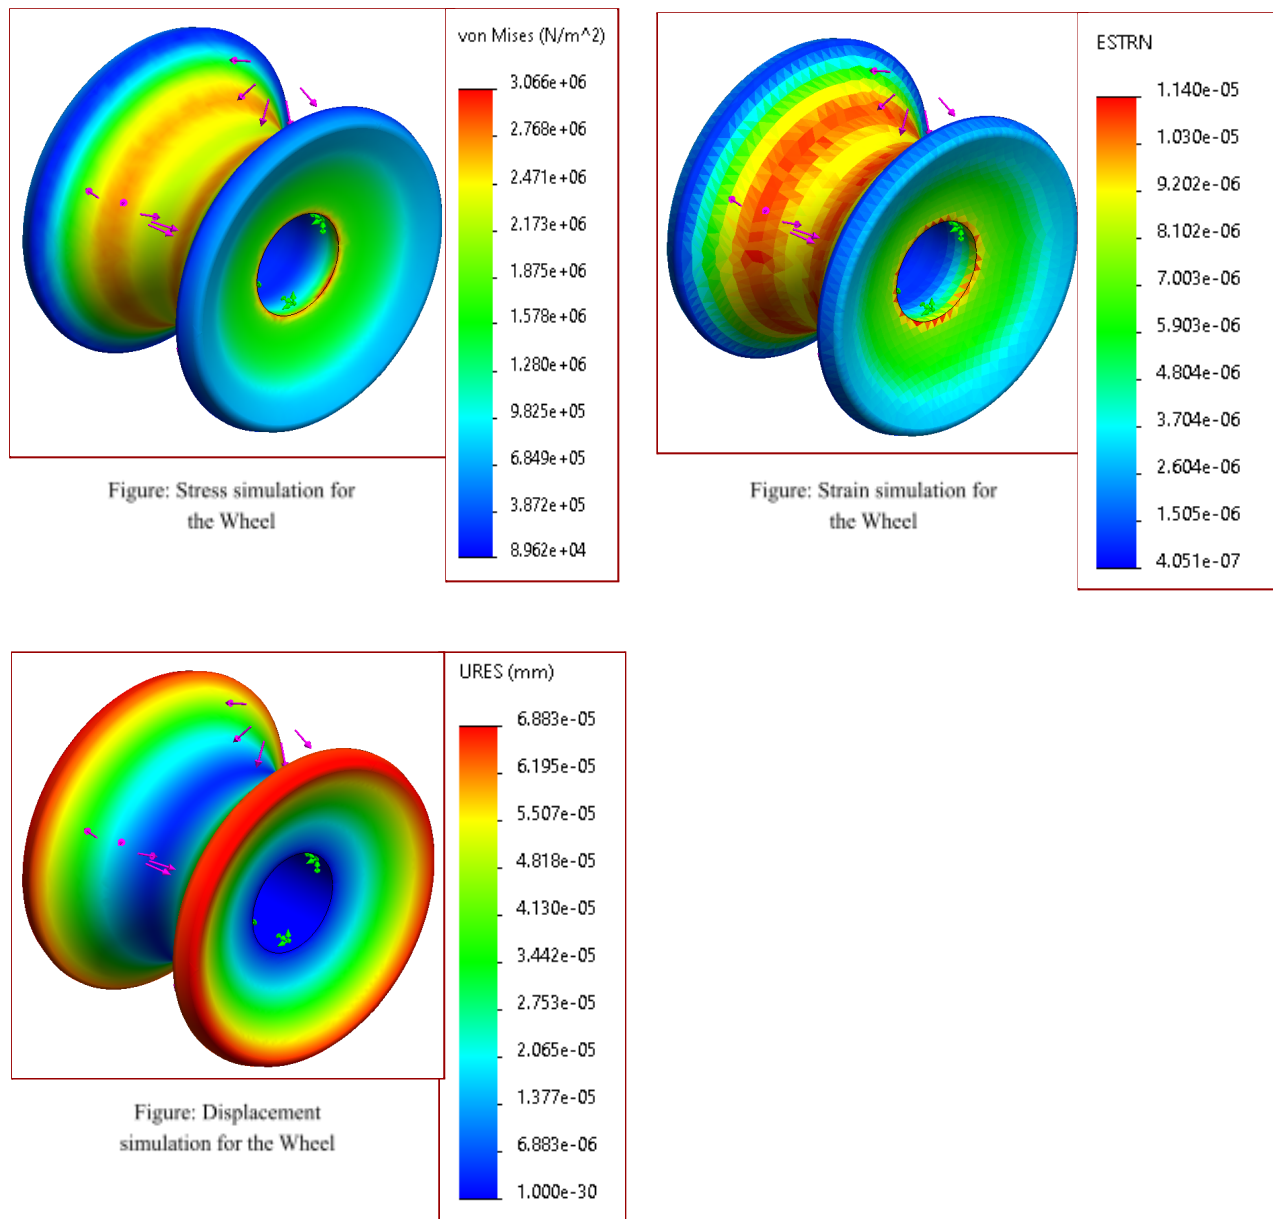 von Mises (N/m^2)
3.066e+06
2.768e+06
2.471e+06
2.173e+06
1.875e+06
1.578e+06
1.280e+06
9.825e+05
6.849e+05
3.872e+05
8.962e+04
Figure: Stress simulation for
the Wheel
ESTRN
1.140e-05
1.030e-05
9.202e-06
8.102e-06
7.003e-06
5.903e-06
4.804e-06
3.704e-06
2.604e-06
1.505e-06
4.051e-07
Figure: Strain simulation for
the Wheel
URES (mm)
6.883e-05
6.195e-05
5.507e-05
4.818e-05
4.130e-05
3.442e-05
2.753e-05
2.065e-05
1.377e-05
6.883e-06
1.000e-30
Figure: Displacement
simulation for the Wheel